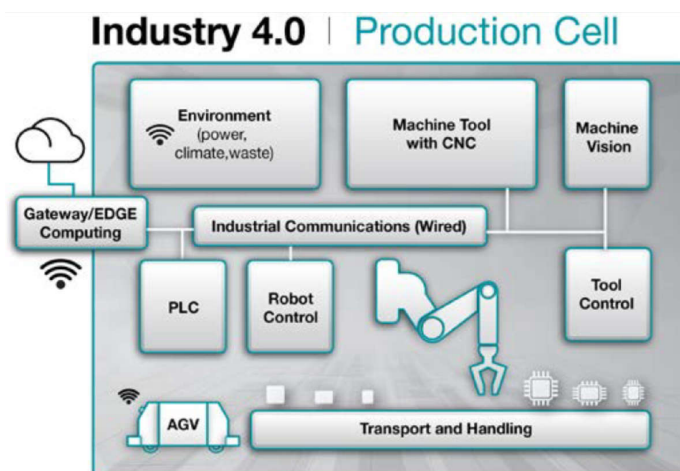 Industry 4.0 | Production Cell
Environment
(power,
climate,waste)
Machine Tool
with CNC
Machine
Vision
Gateway/EDGE
Computing
Industrial Communications (Wired)
PLC
Robot
Control
Tool
Control
AGV
Transport and Handling